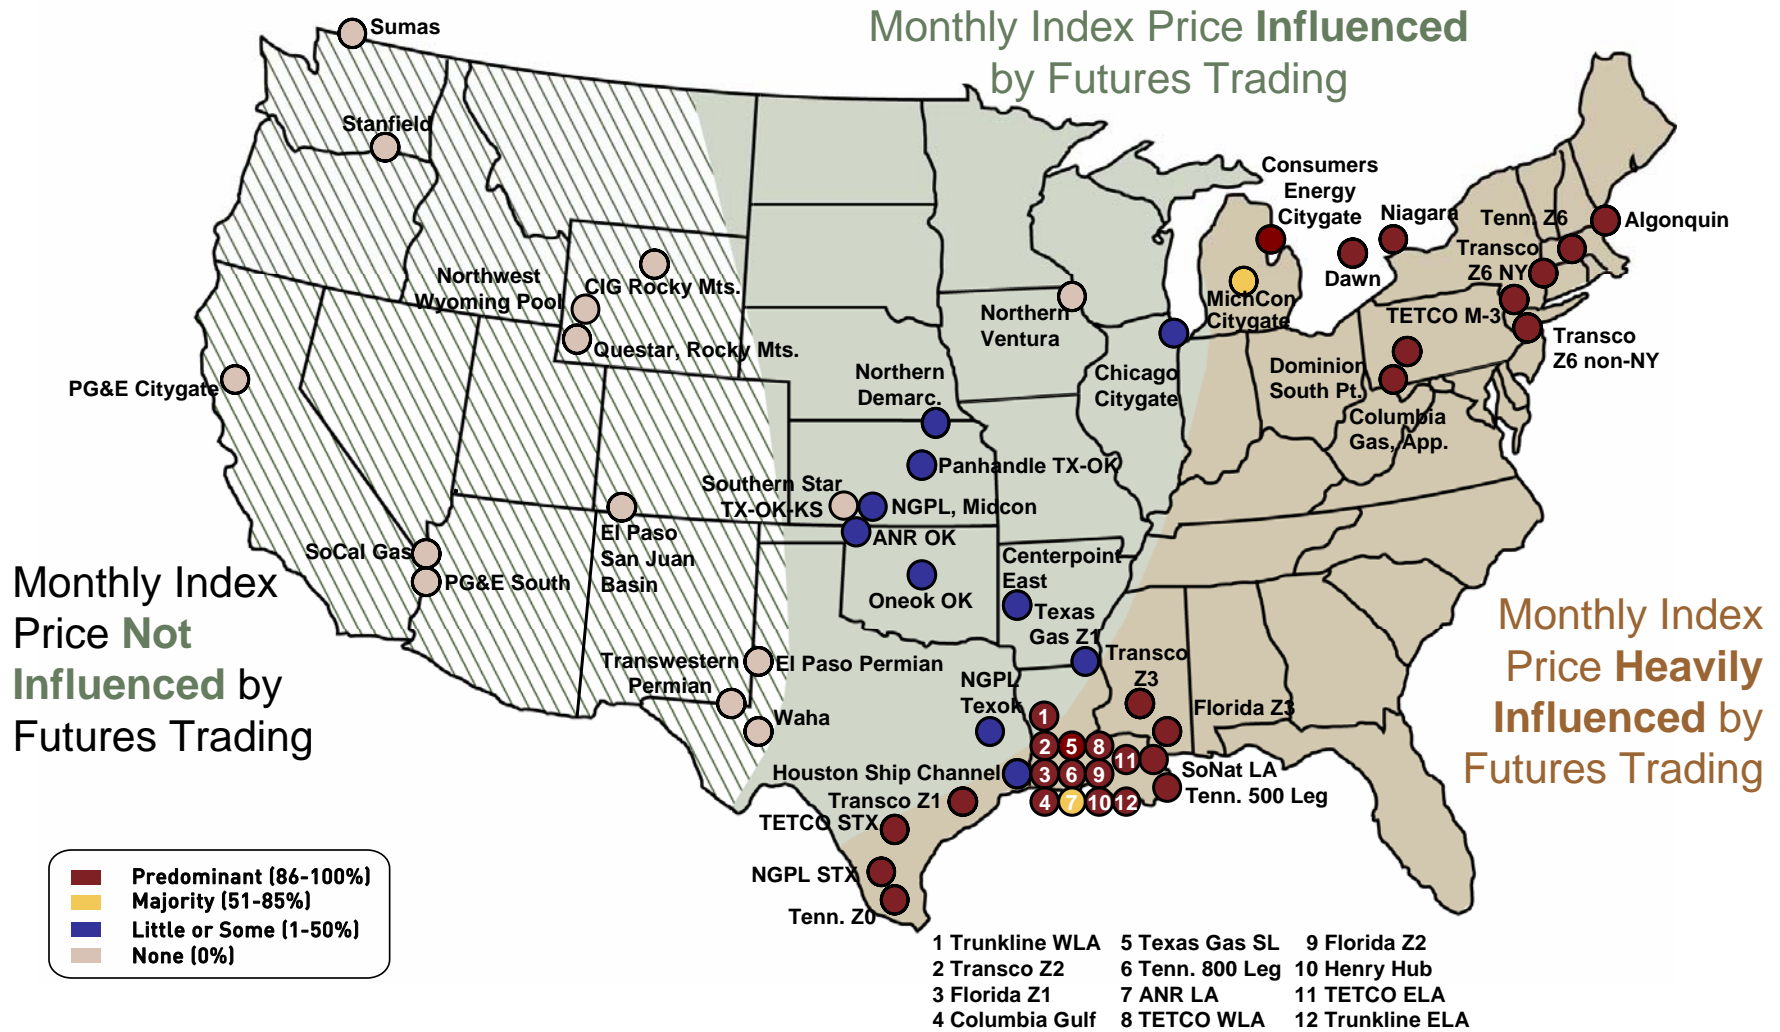 Monthly Index Price Influenced
by Futures Trading
Sumas
Stanfield
Consumers
Energy
Citygate
Niagara
Tenn. Z6
Algonquin
Transco
Z6 NY
Dawn
MichCon
Citygate
TETCO M-3
Transco
Z6 non-NY
Northwest
Wyoming Pool
CIG Rocky Mts.
Questar, Rocky Mts.
Northern
Ventura
PG&E Citygate
Northern
Demarc.
Chicago
Citygate
Dominion
South Pt.
Columbia
Gas, App.
Panhandle TX-OK
Southern Star
TX-OK-KS
NGPL, Midcon
ANR OK
El Paso
San Juan
Basin
SoCal Gas
PG&E South
Centerpoint
East
Oneok OK
Texas
Gas Z1
Monthly Index
Price Not
Influenced by
Futures Trading
Monthly Index
Price Heavily
Influenced by
Futures Trading
Transwestern
Permian
El Paso Permian
Waha
NGPL
Texok
Transco
Z3
Florida Z3
1
2 5 8
11
3 6 9
4 7 10 12
Houston Ship Channel
SoNat LA
Tenn. 500 Leg
Transco Z1
TETCO STX
NGPL STX
Tenn. Z0
Predominant (86-100%)
Majority (51-85%)
Little or Some (1-50%)
None (0%)
1 Trunkline WLA 5 Texas Gas SL 9 Florida Z2
2 Transco Z2 6 Tenn. 800 Leg 10 Henry Hub
3 Florida Z1 7 ANR LA 11 TETCO ELA
4 Columbia Gulf 8 TETCO WLA 12 Trunkline ELA